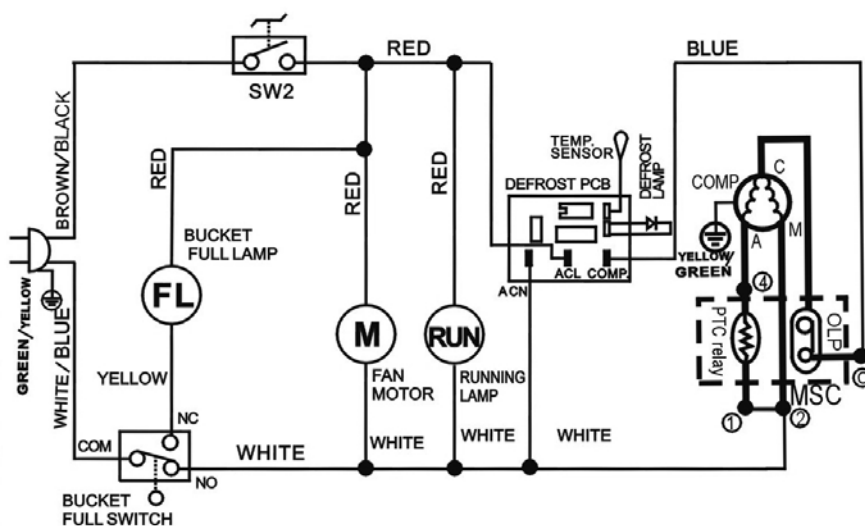 RED
BLUE
SW2
BROWN/BLACK
RED
RED
RED
TEMP.
SENSOR
DEFROST
LAMP
DEFROST PCB
COMP.
C
A
M
BUCKET
FULL LAMP
ACN
ACL
COMP.
YELLOW/
GREEN
④
FL
M
RUN
GREEN/YELLOW
WHITE/BLUE
PTC relay
OLP
FAN
MOTOR
RUNNING
LAMP
YELLOW
MSC
①
②
NC
COM
WHITE
WHITE
WHITE
WHITE
NO
BUCKET
FULL SWITCH